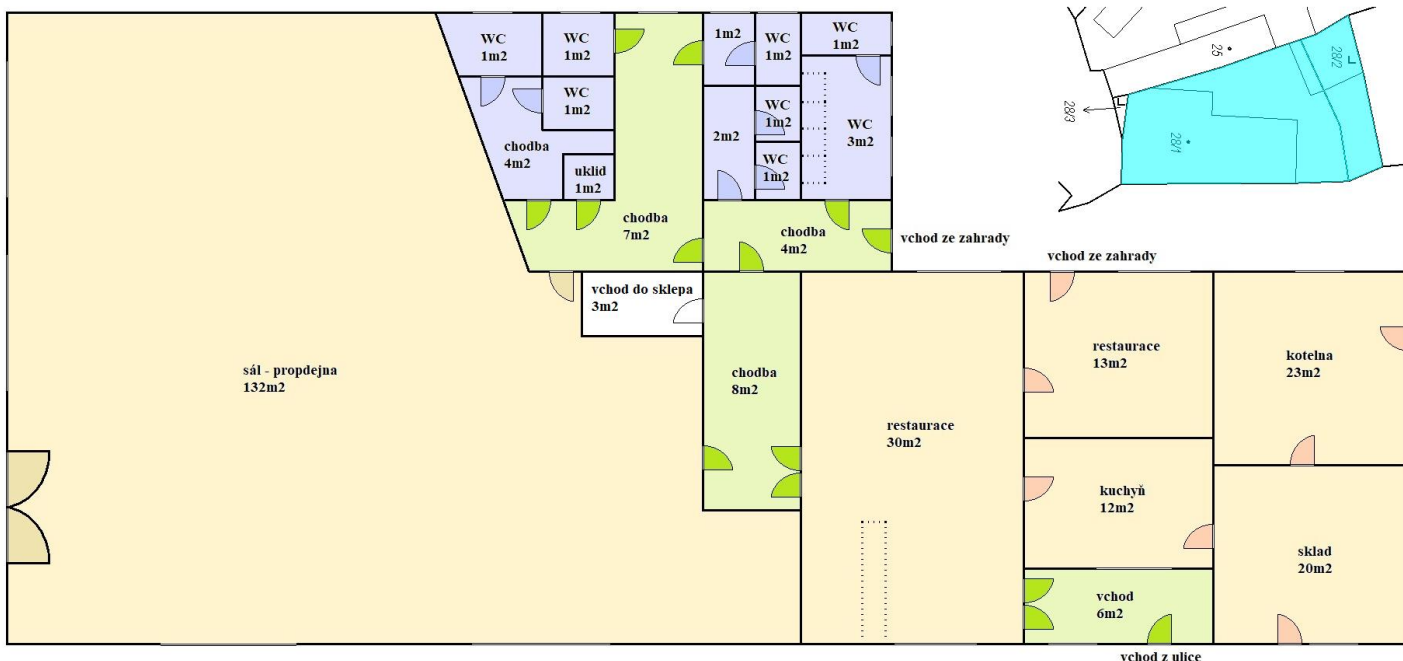 WC
1m2
WC
1m2
1m2
WC
1m2
WC
1m2
WC
1m2
WC
1m2
WC
3m2
chodba
4m2
2m2
WC
1m2
uklid
1m2
chodba
7m2
chodba
4m2
vchod ze zahrady
vchod ze zahrady
vchod do sklepa
3m2
sál - propdejna
132m2
chodba
8m2
restaurace
30m2
restaurace
13m2
kotelna
23m2
kuchyň
12m2
sklad
20m2
vchod
6m2
vchod z ulice
25
28/2
28/3
28/1